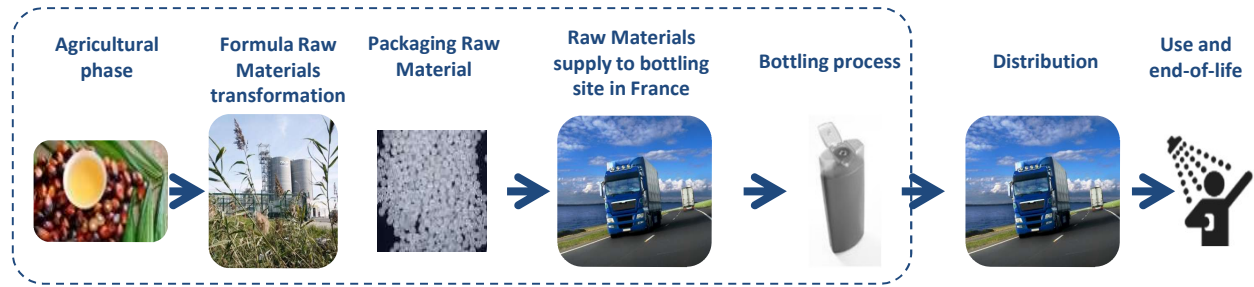 Agricultural
phase
Formula Raw
Materials
transformation
Packaging Raw
Material
Raw Materials
supply to bottling
site in France
Bottling process
Distribution
Use and
end-of-life